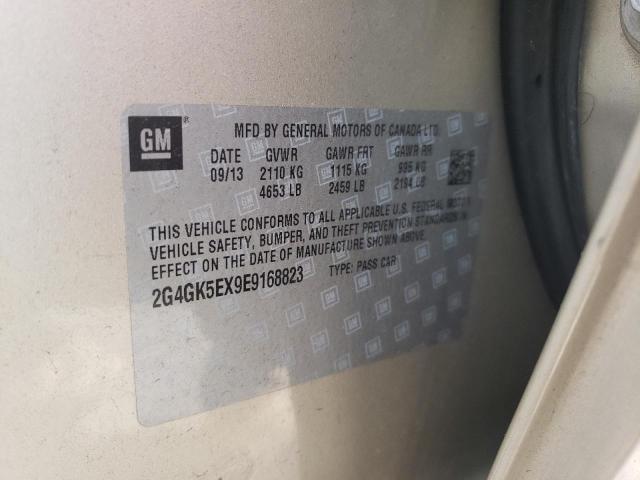 GM
MFD BY GENERAL MOTORS OF CANADA LTD.
DATE GVWR GAWR FRT GAWR RR
09/13 2110 KG 1115 KG 995 KG
4653 LB 2459 LB 2194 LB
THIS VEHICLE CONFORMS TO ALL APPLICABLE U.S. FEDERAL MOTOR
VEHICLE SAFETY, BUMPER, AND THEFT PREVENTION STANDARDS IN
EFFECT ON THE DATE OF MANUFACTURE SHOWN ABOVE.
2G4GK5EX9E9168823 TYPE: PASS CAR